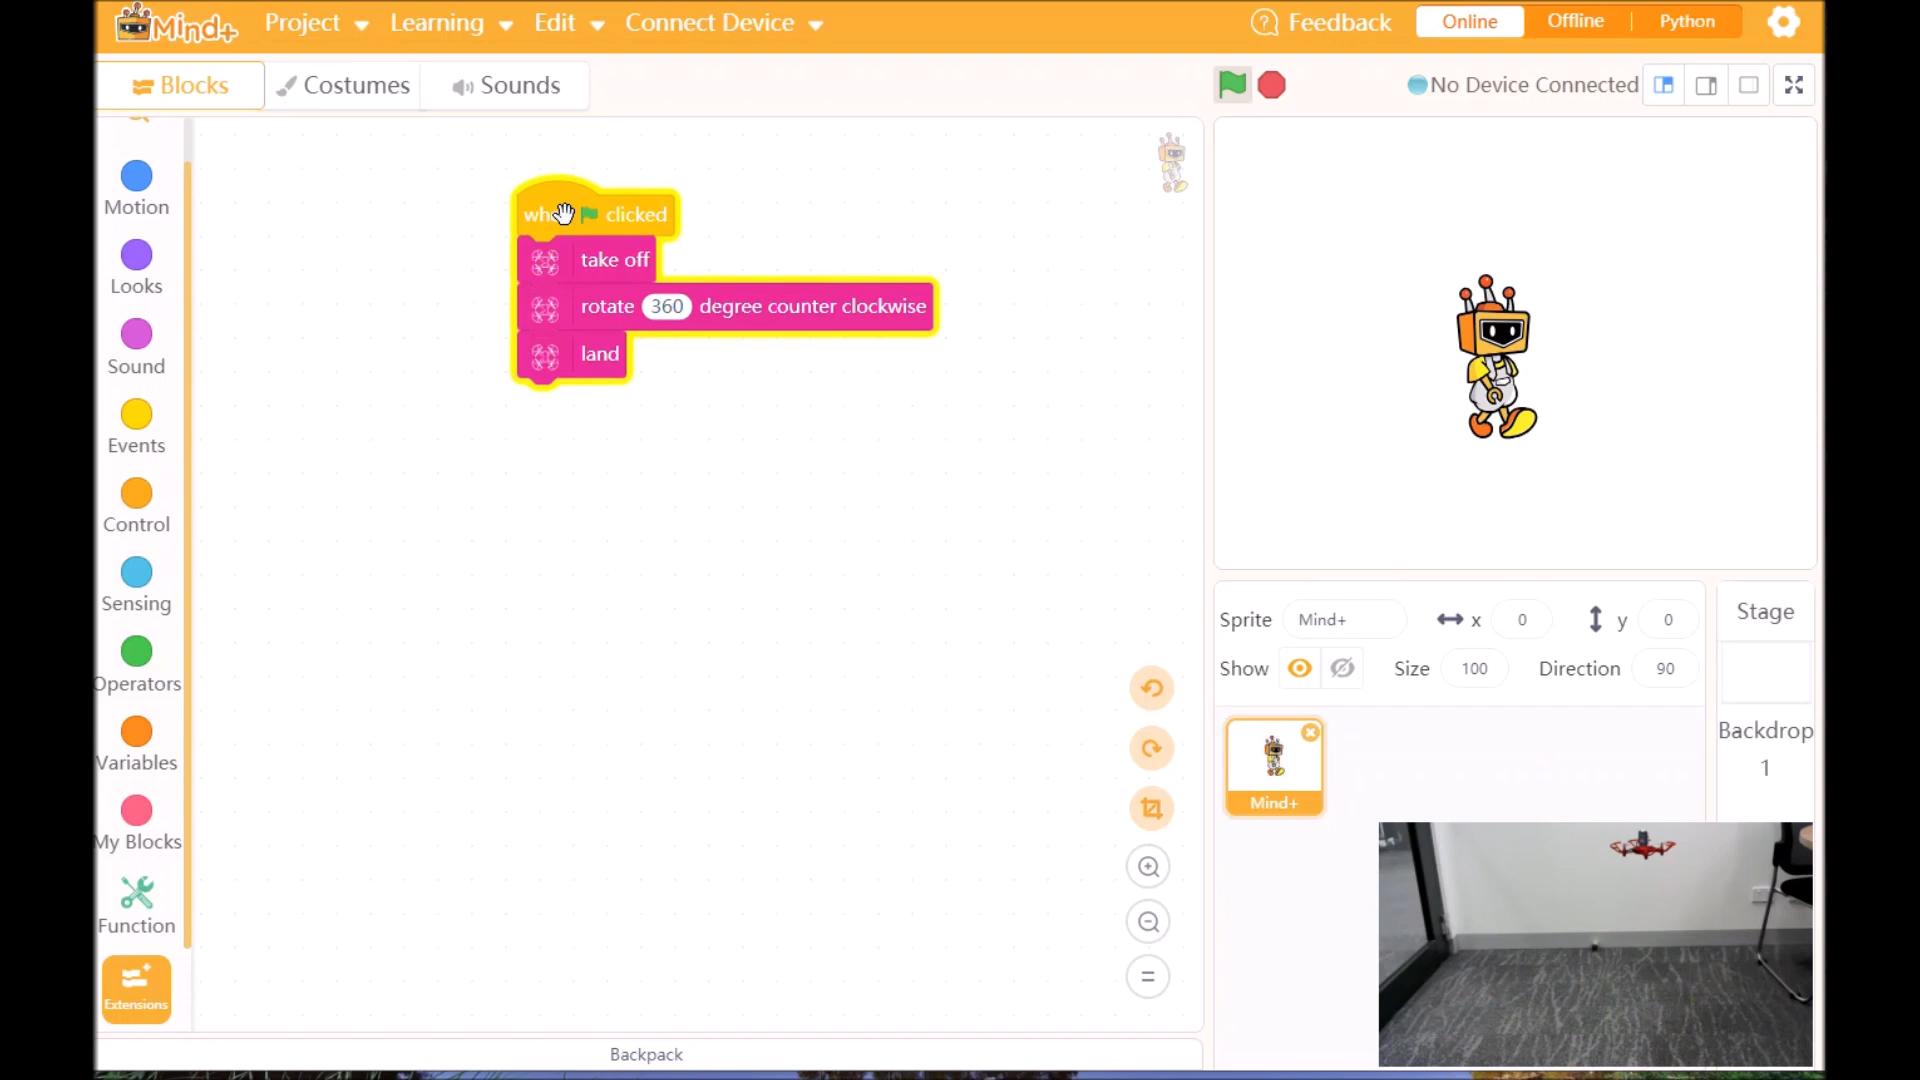 Mind+
Project
Learning
Edit
Connect Device
Feedback
Online
Offline
Python
Blocks
Costumes
Sounds
No Device Connected
Motion
Looks
Sound
Events
Control
Sensing
Operators
Variables
My Blocks
Function
Extensions
clicked
take off
rotate 360 degree counter clockwise
land
Backpack
Sprite Mind+ x 0 y 0
Show Size 100 Direction 90
Mind+
Stage
Backdrop
1